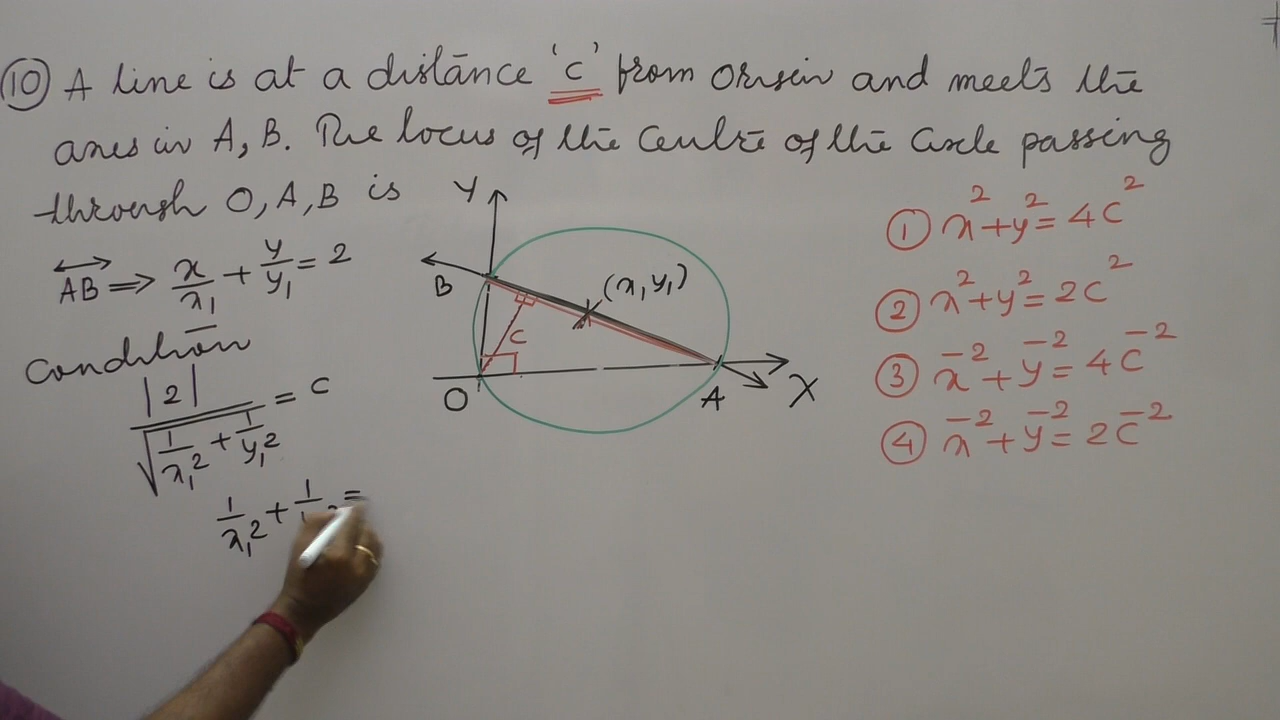 10 A line is at a distance 'c' from origin and meets the
axes in A, B. The locus of the Centre of the Circle passing
through O, A, B is
AB ⟹ x/x₁ + y/y₁ = 2
Condition
|2| / √(1/x₁² + 1/y₁²) = c
1/x₁² + 1/ =
Y
B
(x₁y₁)
C
O
A
X
① x² + y² = 4c²
② x² + y² = 2c²
③ x⁻² + y⁻² = 4c⁻²
④ x⁻² + y⁻² = 2c⁻²